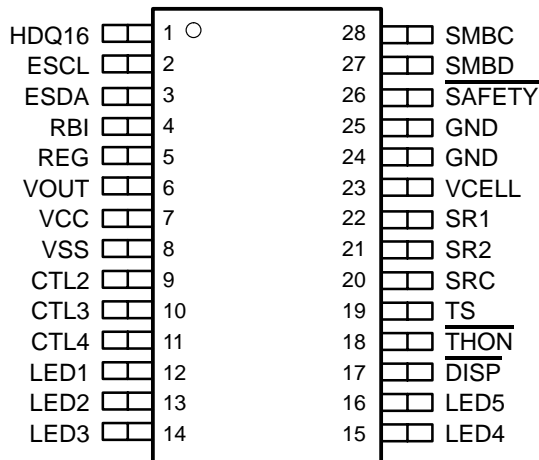 HDQ16 1 28 SMBC
ESCL 2 27 SMBD
ESDA 3 26 SAFETY
RBI 4 25 GND
REG 5 24 GND
VOUT 6 23 VCELL
VCC 7 22 SR1
VSS 8 21 SR2
CTL2 9 20 SRC
CTL3 10 19 TS
CTL4 11 18 THON
LED1 12 17 DISP
LED2 13 16 LED5
LED3 14 15 LED4